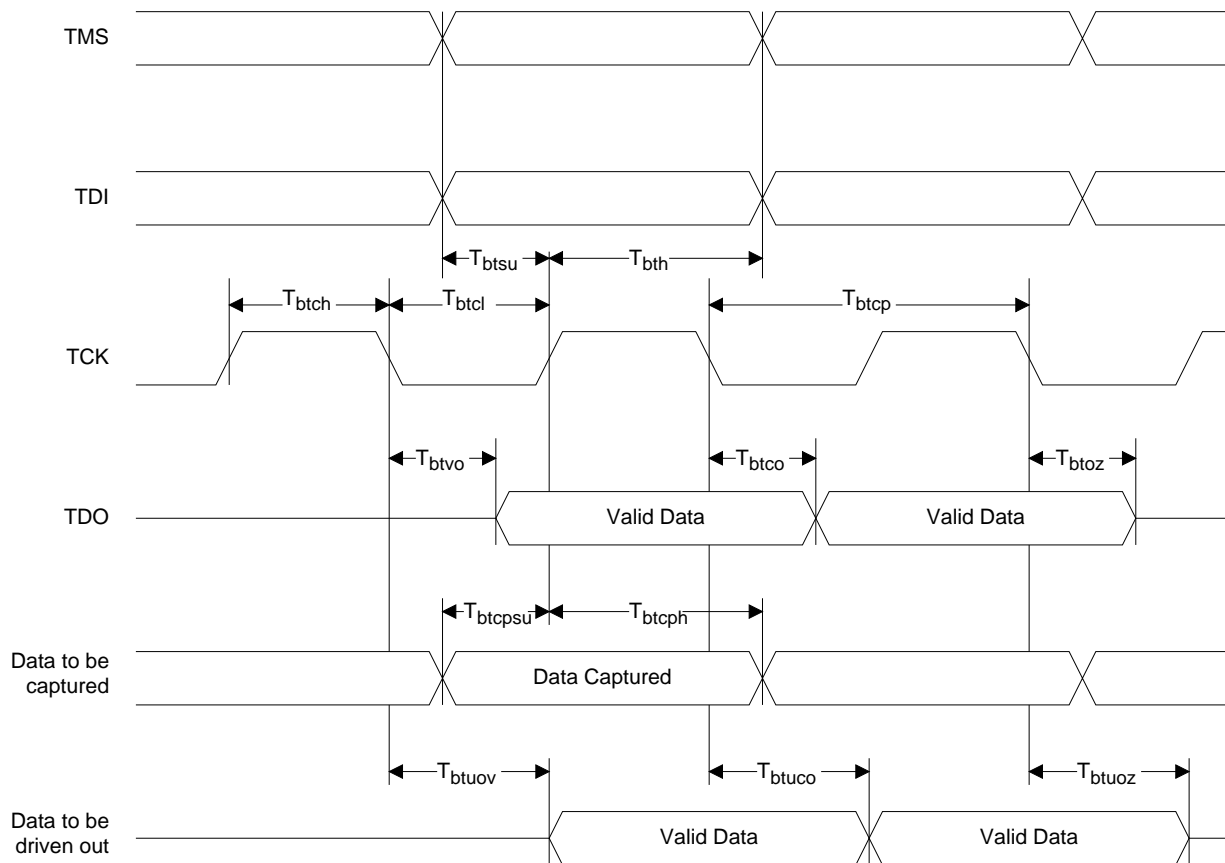 TMS
TDI
Tbtsu
Tbth
Tbtch
Tbtcl
Tbtcp
TCK
Tbtvo
Tbtco
Tbtoz
TDO
Valid Data
Valid Data
Tbtcpsu
Tbtcph
Data to be
captured
Data Captured
Tbtuov
Tbtuco
Tbtuoz
Data to be
driven out
Valid Data
Valid Data